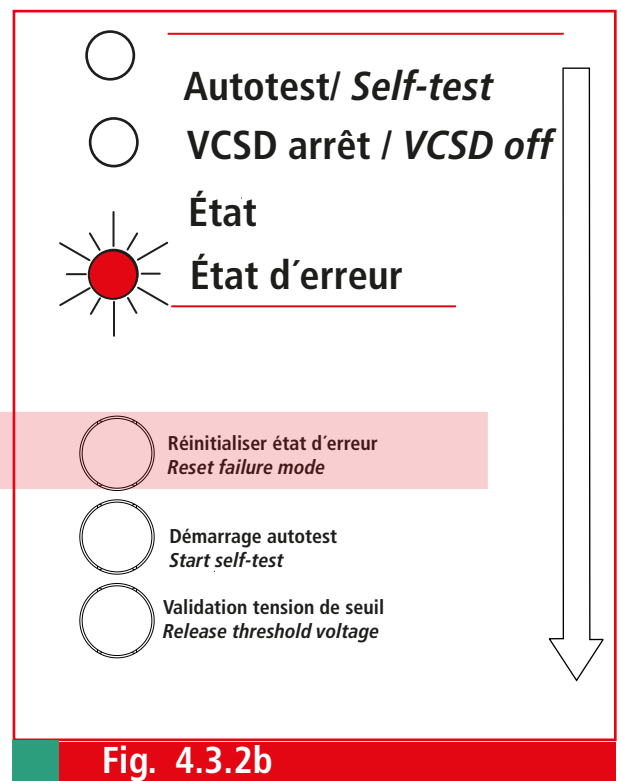 Autotest/ Self-test
VCSD arrêt / VCSD off
État
État d´erreur
Réinitialiser état d´erreur
Reset failure mode
Démarrage autotest
Start self-test
Validation tension de seuil
Release threshold voltage
Fig. 4.3.2b